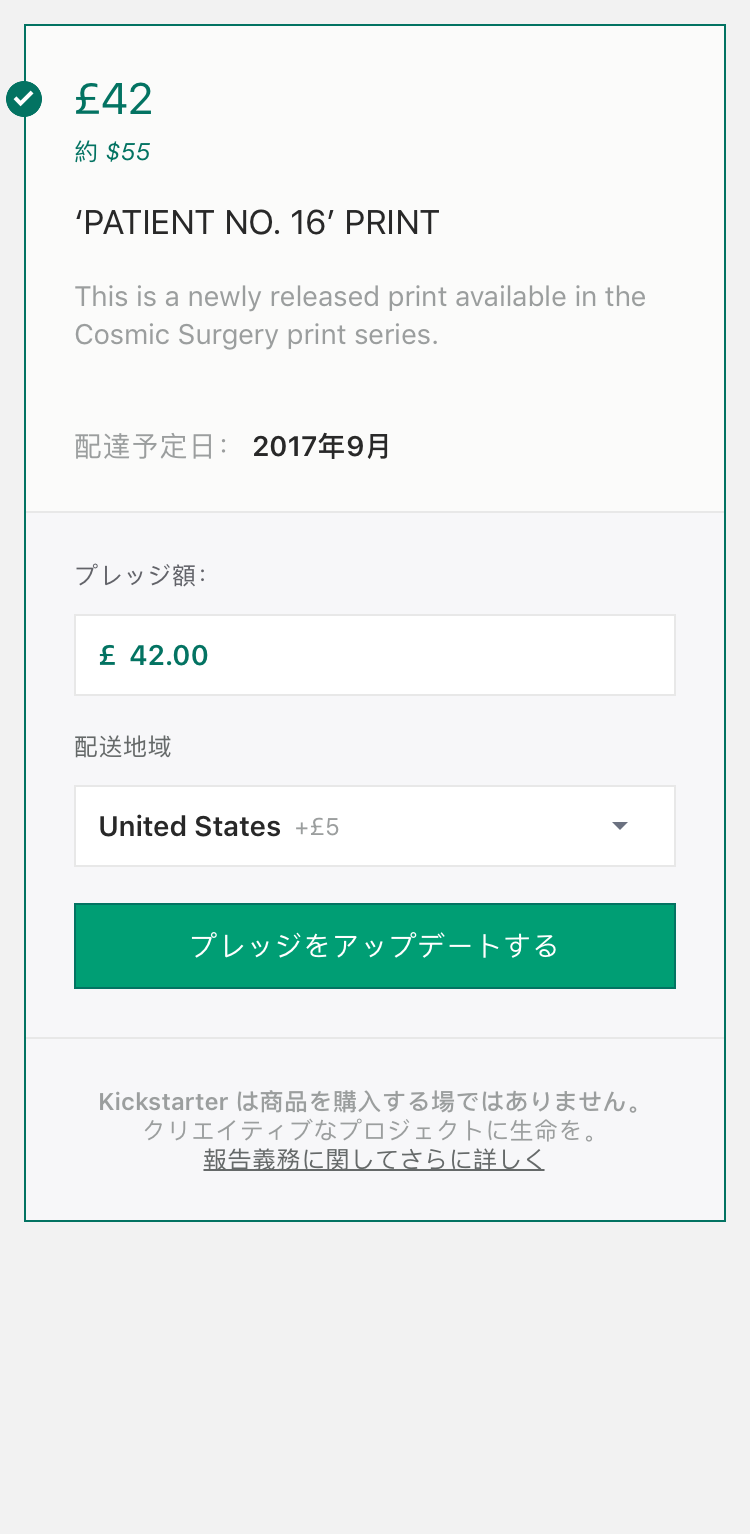 £42
約 $55
‘PATIENT NO. 16’ PRINT
This is a newly released print available in the
Cosmic Surgery print series.
配達予定日: 2017年9月
プレッジ額:
£ 42.00
配送地域
United States +£5
プレッジをアップデートする
Kickstarter は商品を購入する場ではありません。
クリエイティブなプロジェクトに生命を。
報告義務に関してさらに詳しく